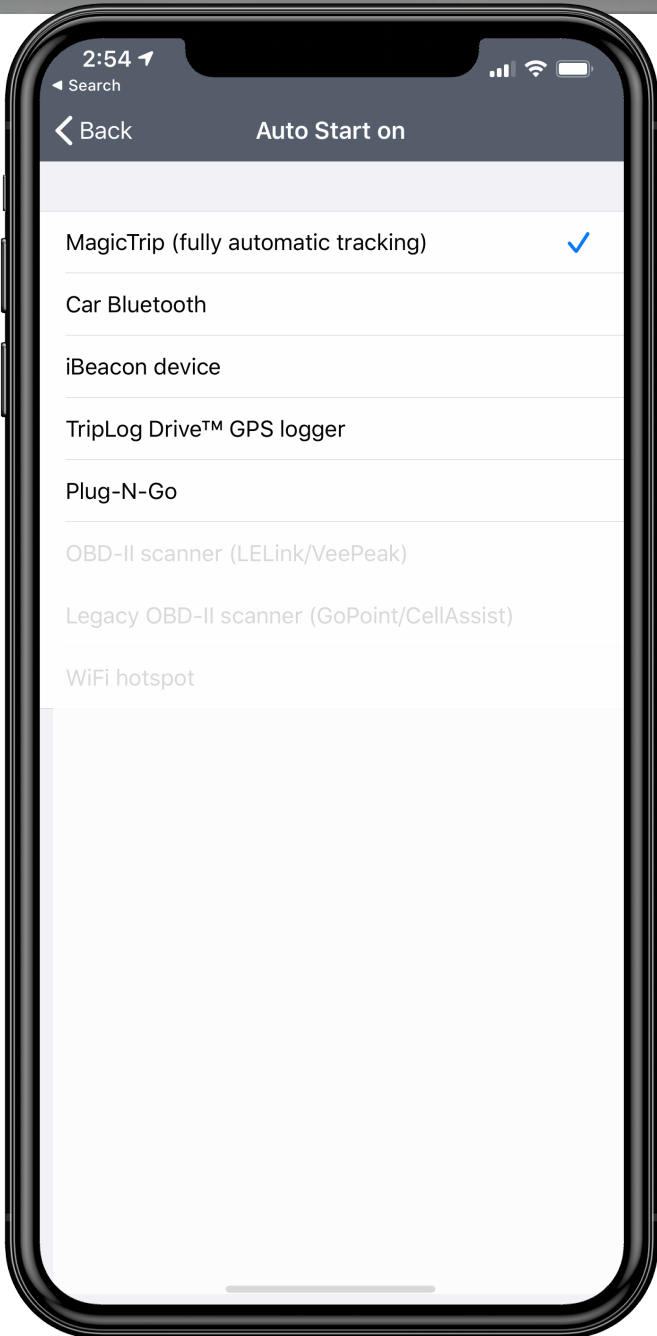 2:54
Search
Back
Auto Start on
MagicTrip (fully automatic tracking)
Car Bluetooth
iBeacon device
TripLog Drive™ GPS logger
Plug-N-Go
OBD-II scanner (LELink/VeePeak)
Legacy OBD-II scanner (GoPoint/CellAssist)
WiFi hotspot